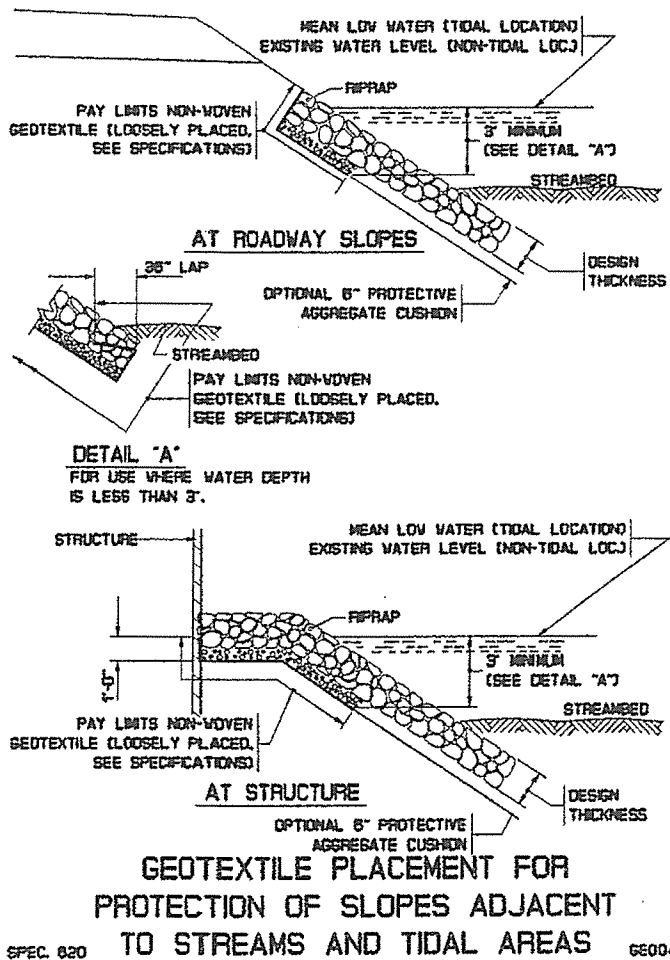 MEAN LOW WATER (TIDAL LOCATION)
EXISTING WATER LEVEL (NON-TIDAL LOC.)
RIPRAP
PAY LIMITS NON-WOVEN
GEOTEXTILE (LOOSELY PLACED,
SEE SPECIFICATIONS)
3' MINIMUM
(SEE DETAIL "A")
STREAMBED
AT ROADWAY SLOPES
DESIGN
THICKNESS
36" LAP
OPTIONAL 6" PROTECTIVE
AGGREGATE CUSHION
STREAMBED
PAY LIMITS NON-WOVEN
GEOTEXTILE (LOOSELY PLACED,
SEE SPECIFICATIONS)
DETAIL "A"
FOR USE WHERE WATER DEPTH
IS LESS THAN 3'.
STRUCTURE
MEAN LOW WATER (TIDAL LOCATION)
EXISTING WATER LEVEL (NON-TIDAL LOC.)
RIPRAP
3' MINIMUM
(SEE DETAIL "A")
1'-0"
STREAMBED
PAY LIMITS NON-WOVEN
GEOTEXTILE (LOOSELY PLACED,
SEE SPECIFICATIONS)
AT STRUCTURE
DESIGN
THICKNESS
OPTIONAL 6" PROTECTIVE
AGGREGATE CUSHION
GEOTEXTILE PLACEMENT FOR
PROTECTION OF SLOPES ADJACENT
TO STREAMS AND TIDAL AREAS
SPEC. 620